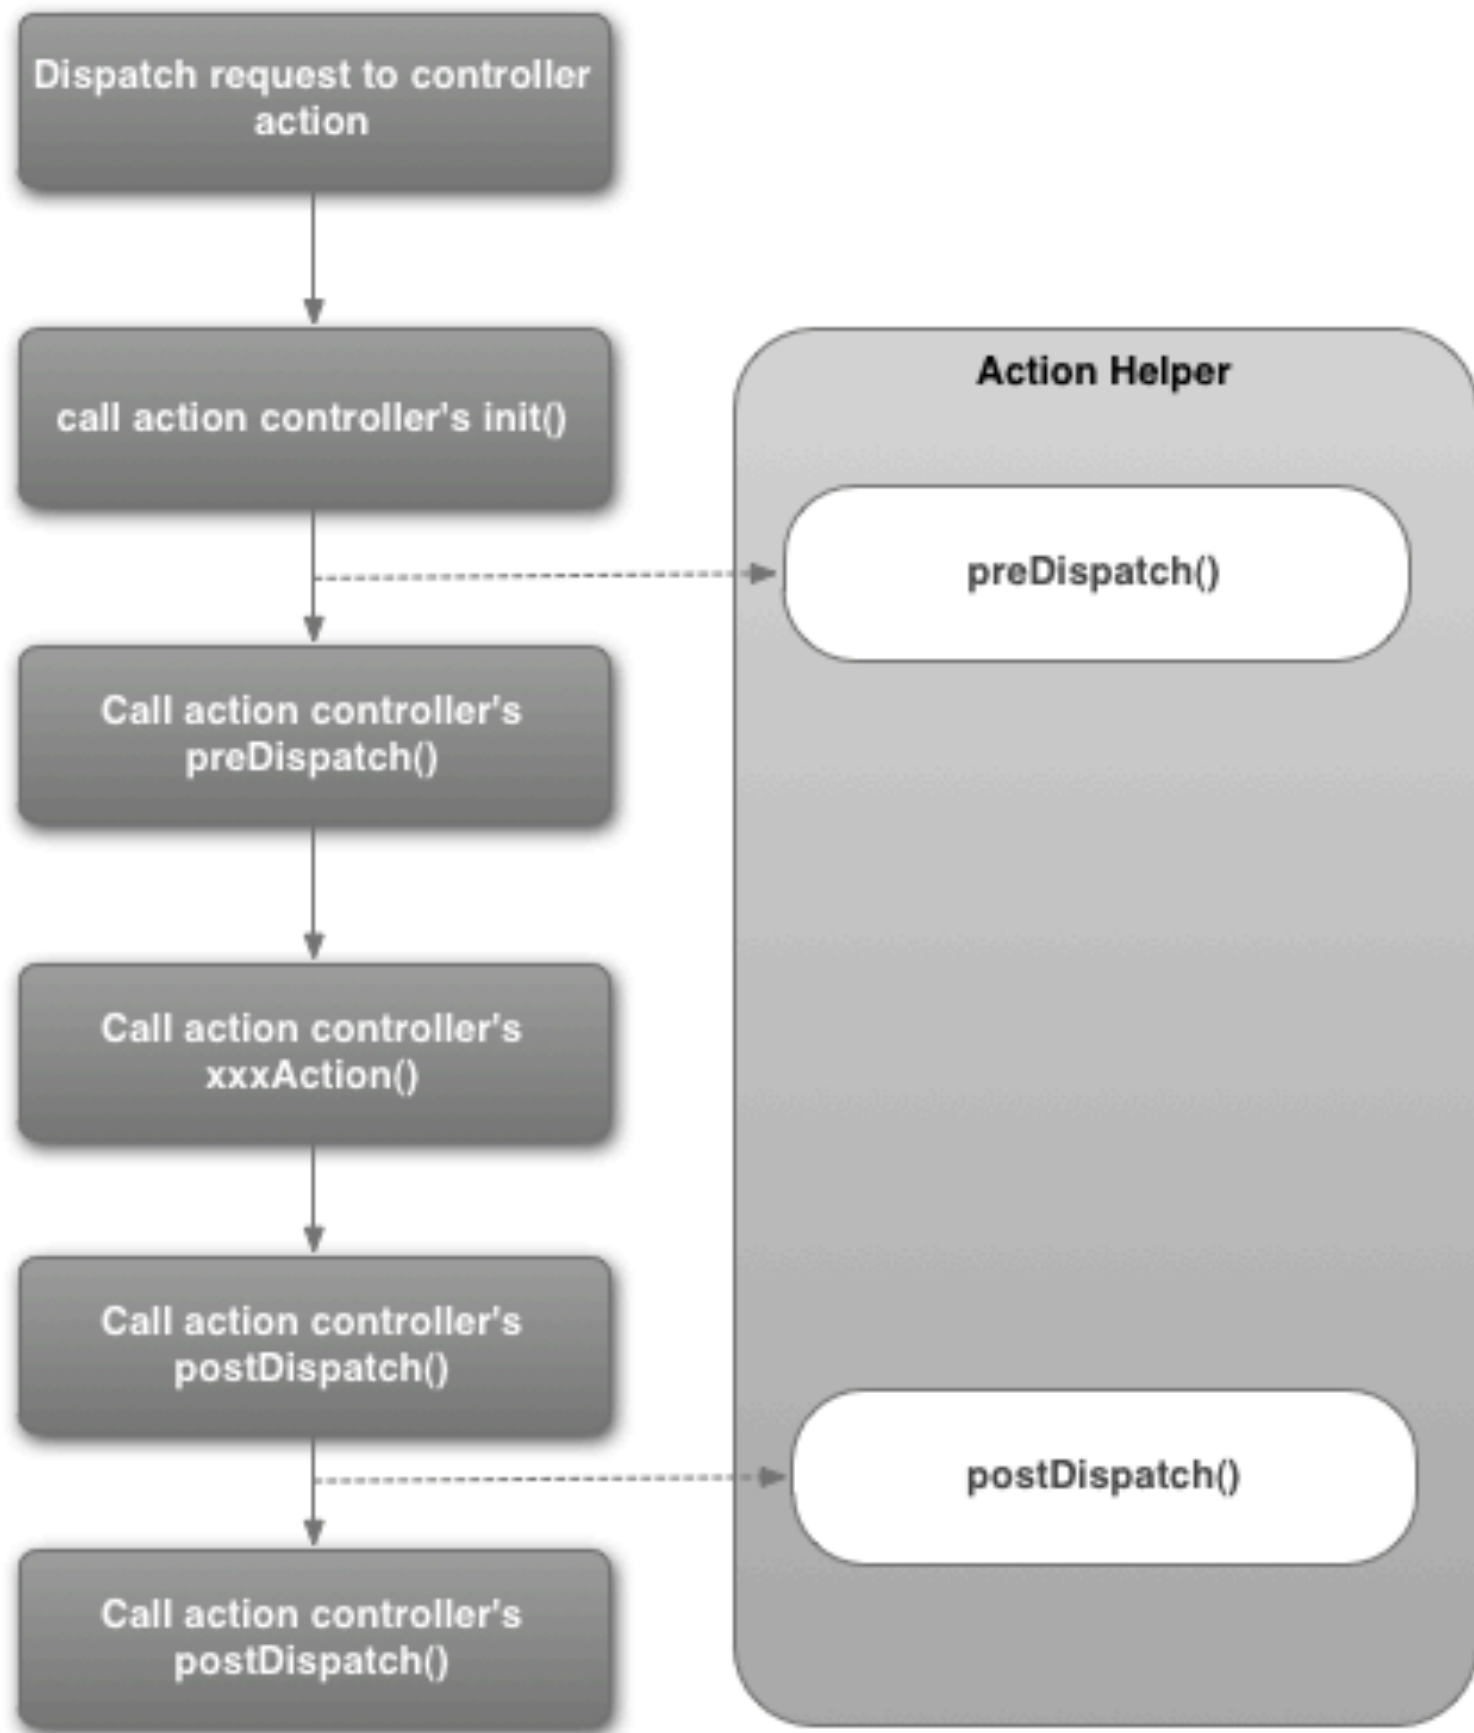 Dispatch request to controller
action
call action controller's init()
Action Helper
preDispatch()
Call action controller's
preDispatch()
Call action controller's
xxxAction()
Call action controller's
postDispatch()
postDispatch()
Call action controller's
postDispatch()